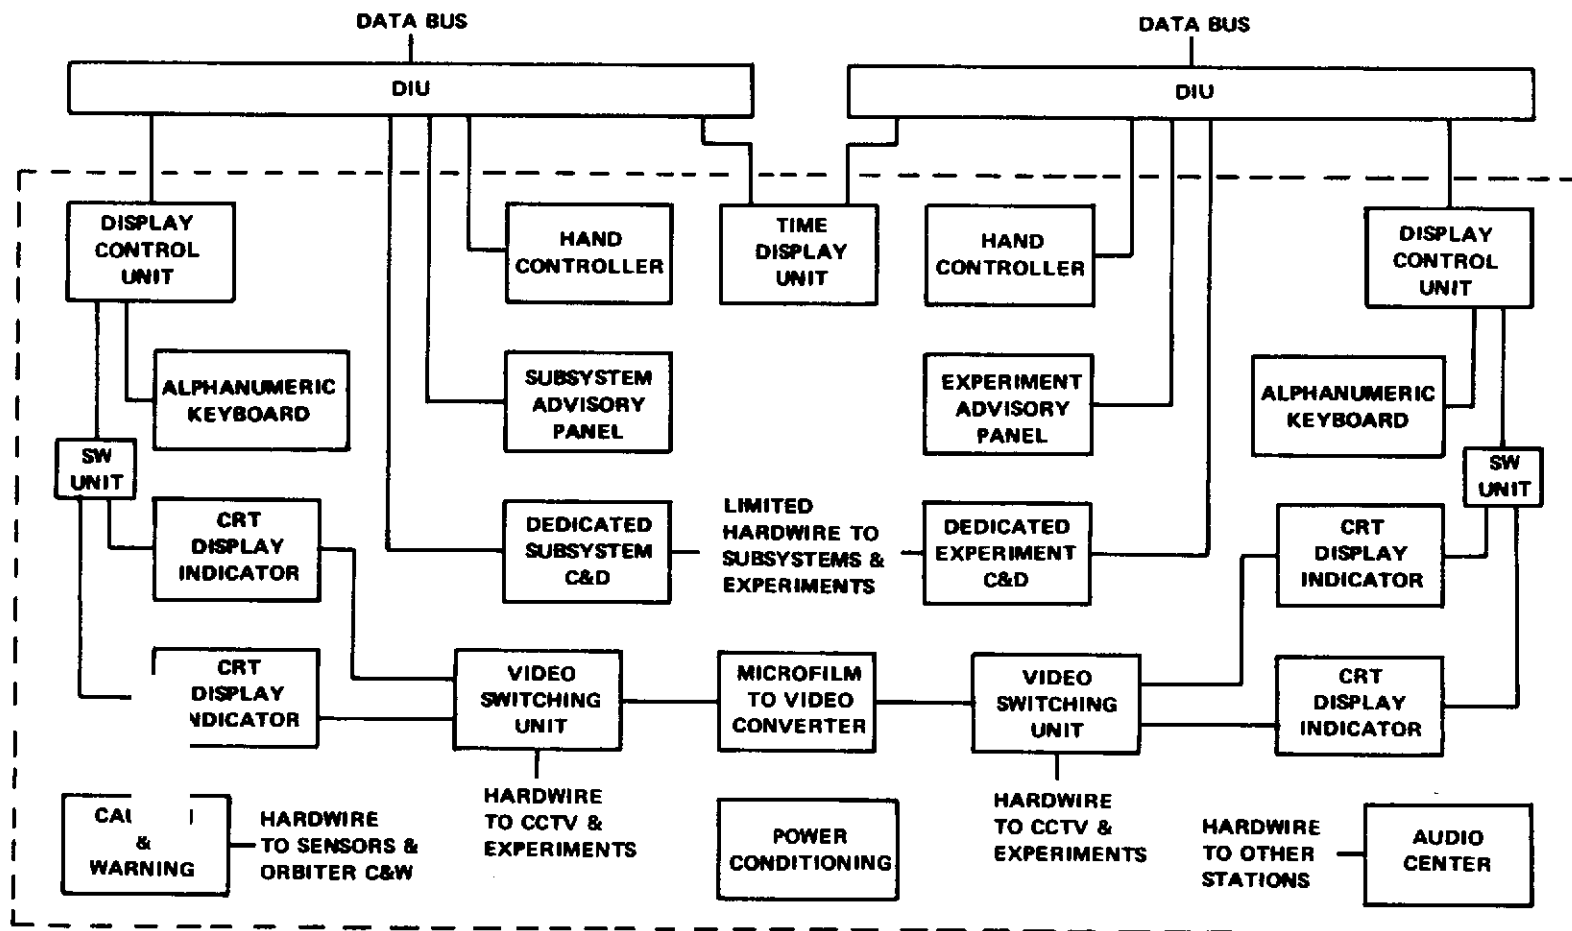 DATA BUS
DATA BUS
DIU
DIU
DISPLAY
CONTROL
UNIT
HAND
CONTROLLER
TIME
DISPLAY
UNIT
HAND
CONTROLLER
DISPLAY
CONTROL
UNIT
ALPHANUMERIC
KEYBOARD
SUBSYSTEM
ADVISORY
PANEL
EXPERIMENT
ADVISORY
PANEL
ALPHANUMERIC
KEYBOARD
SW
UNIT
SW
UNIT
CRT
DISPLAY
INDICATOR
DEDICATED
SUBSYSTEM
C&D
LIMITED
HARDWIRE TO
SUBSYSTEMS &
EXPERIMENTS
DEDICATED
EXPERIMENT
C&D
CRT
DISPLAY
INDICATOR
CRT
DISPLAY
INDICATOR
VIDEO
SWITCHING
UNIT
MICROFILM
TO VIDEO
CONVERTER
VIDEO
SWITCHING
UNIT
CRT
DISPLAY
INDICATOR
&
WARNING
HARDWIRE
TO SENSORS &
ORBITER C&W
HARDWIRE
TO CCTV &
EXPERIMENTS
POWER
CONDITIONING
HARDWIRE
TO CCTV &
EXPERIMENTS
HARDWIRE
TO OTHER
STATIONS
AUDIO
CENTER